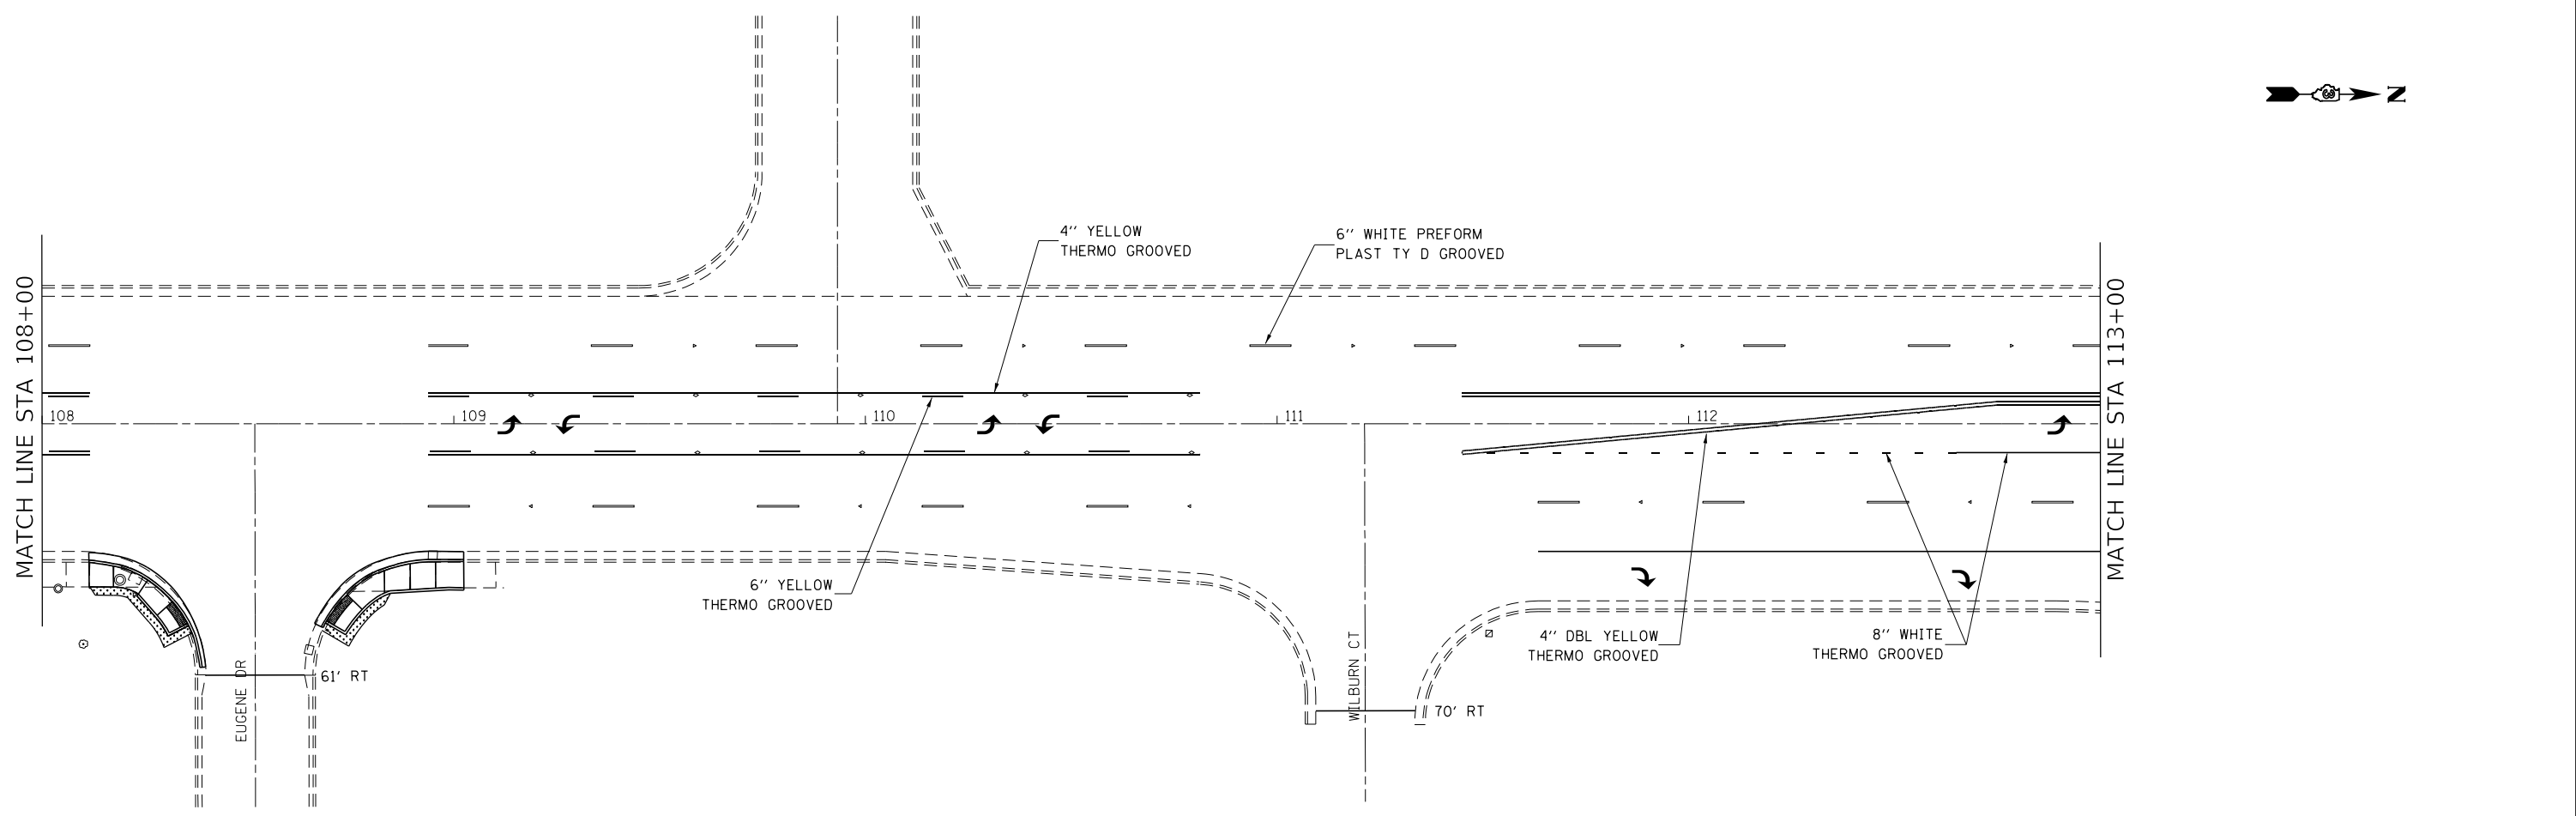 N
4'' YELLOW
THERMO GROOVED
6'' WHITE PREFORM
PLAST TY D GROOVED
MATCH LINE STA 108+00
MATCH LINE STA 113+00
108
109
110
111
112
6'' YELLOW
THERMO GROOVED
4'' DBL YELLOW
THERMO GROOVED
8'' WHITE
THERMO GROOVED
EUGENE DR
61' RT
WILBURN CT
70' RT